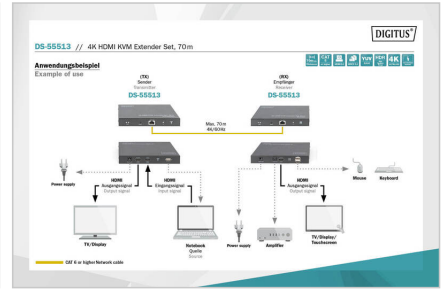 DIGITUS®
DS-55513 // 4K HDMI KVM Extender Set, 70m
Anwendungsbeispiel
Example of use
(TX)
Sender
Transmitter
DS-55513
(RX)
Empfänger
Receiver
DS-55513
Max. 70m
4K/60Hz
Power supply
HDMI
Ausgangssignal
Output signal
HDMI
Eingangssignal
Input signal
HDMI
Ausgangssignal
Output signal
Mouse
Keyboard
TV/Display
Notebook
Quelle
Source
Power supply
Amplifier
TV/Display/
Touchscreen
CAT 6 or higher Network cable